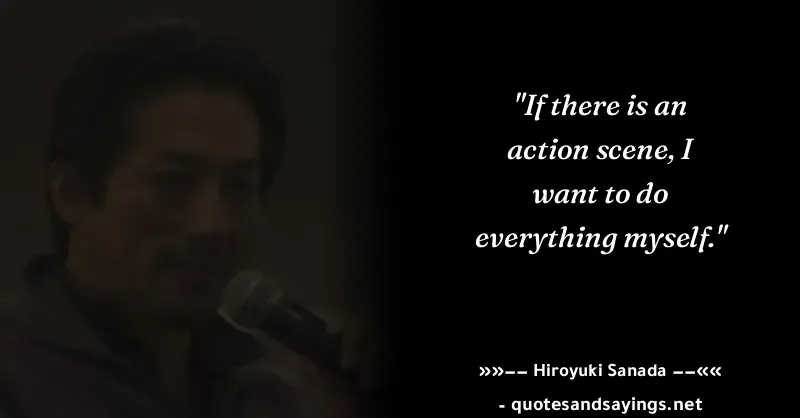 "If there is an
action scene, I
want to do
everything myself."
»»−− Hiroyuki Sanada −−««
- quotesandsayings.net